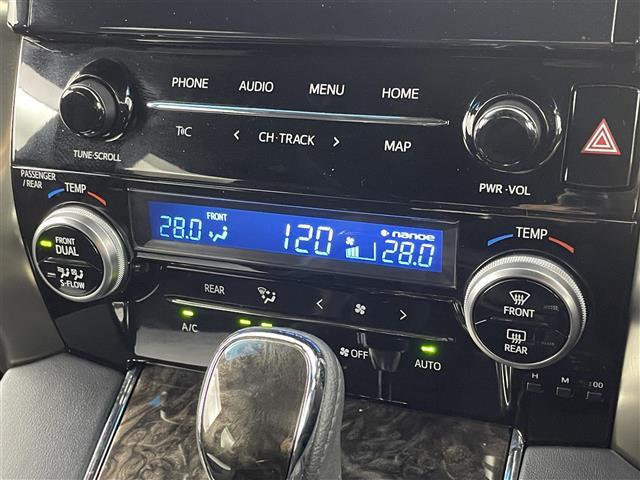 PHONE AUDIO MENU HOME
TUNE·SCROLL
T⊙C
CH·TRACK
MAP
PWR·VOL
PASSENGER
/REAR
TEMP
28.0
FRONT
120
nanoe
28.0
TEMP
FRONT
DUAL
S-FLOW
REAR
A/C
OFF
AUTO
FRONT
REAR
H M :00